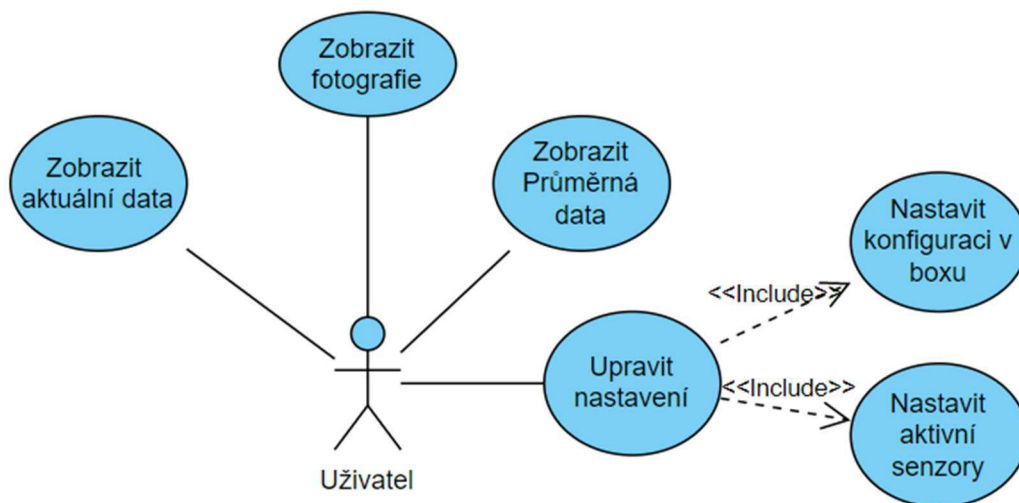 Zobrazit
fotografie
Zobrazit
aktuální data
Zobrazit
Průměrná
data
Nastavit
konfiguraci v
boxu
<<Include>>
Upravit
nastavení
<<Include>>
Nastavit
aktivní
senzory
Uživatel